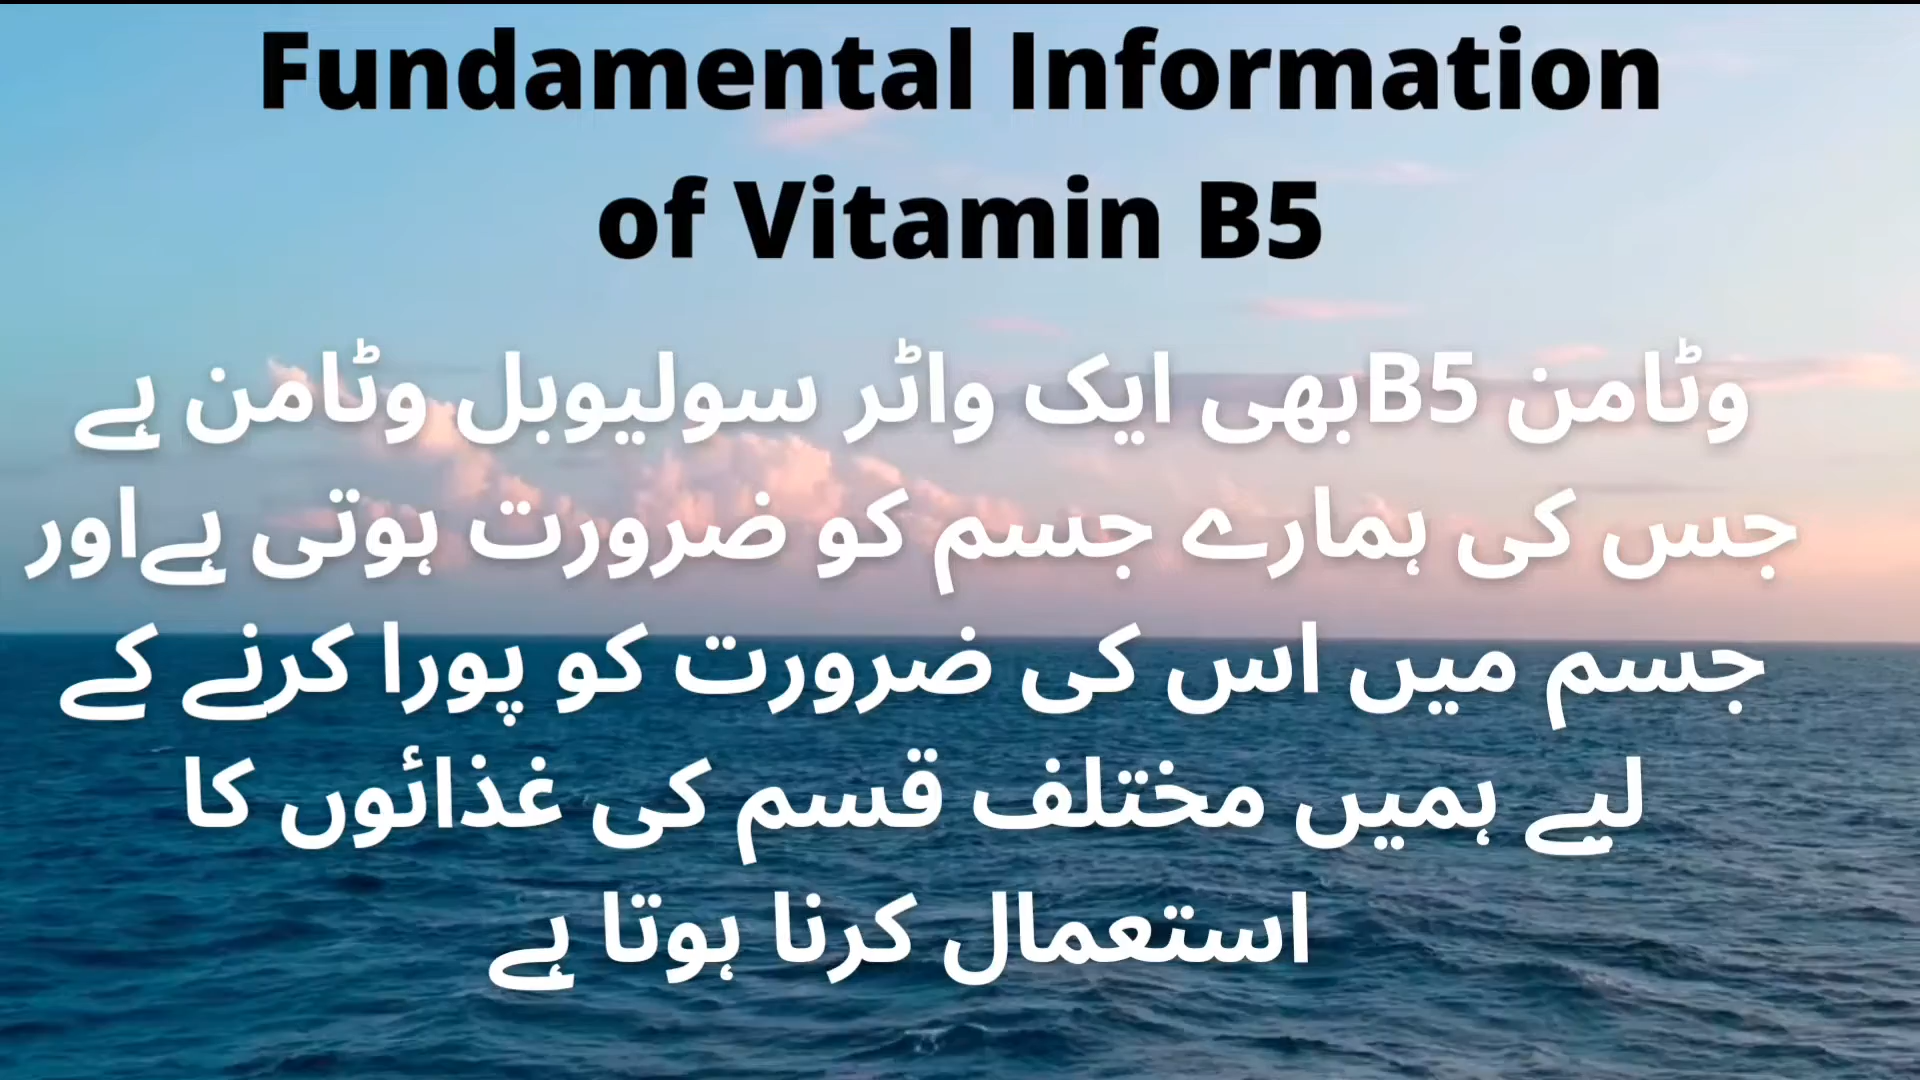 Fundamental Information
of Vitamin B5
وٹامن B5بھی ایک واٹر سولیوبل وٹامن ہے
جس کی ہمارے جسم کو ضرورت ہوتی ہےاور
جسم میں اس کی ضرورت کو پورا کرنے کے
لیے ہمیں مختلف قسم کی غذائوں کا
استعمال کرنا ہوتا ہے